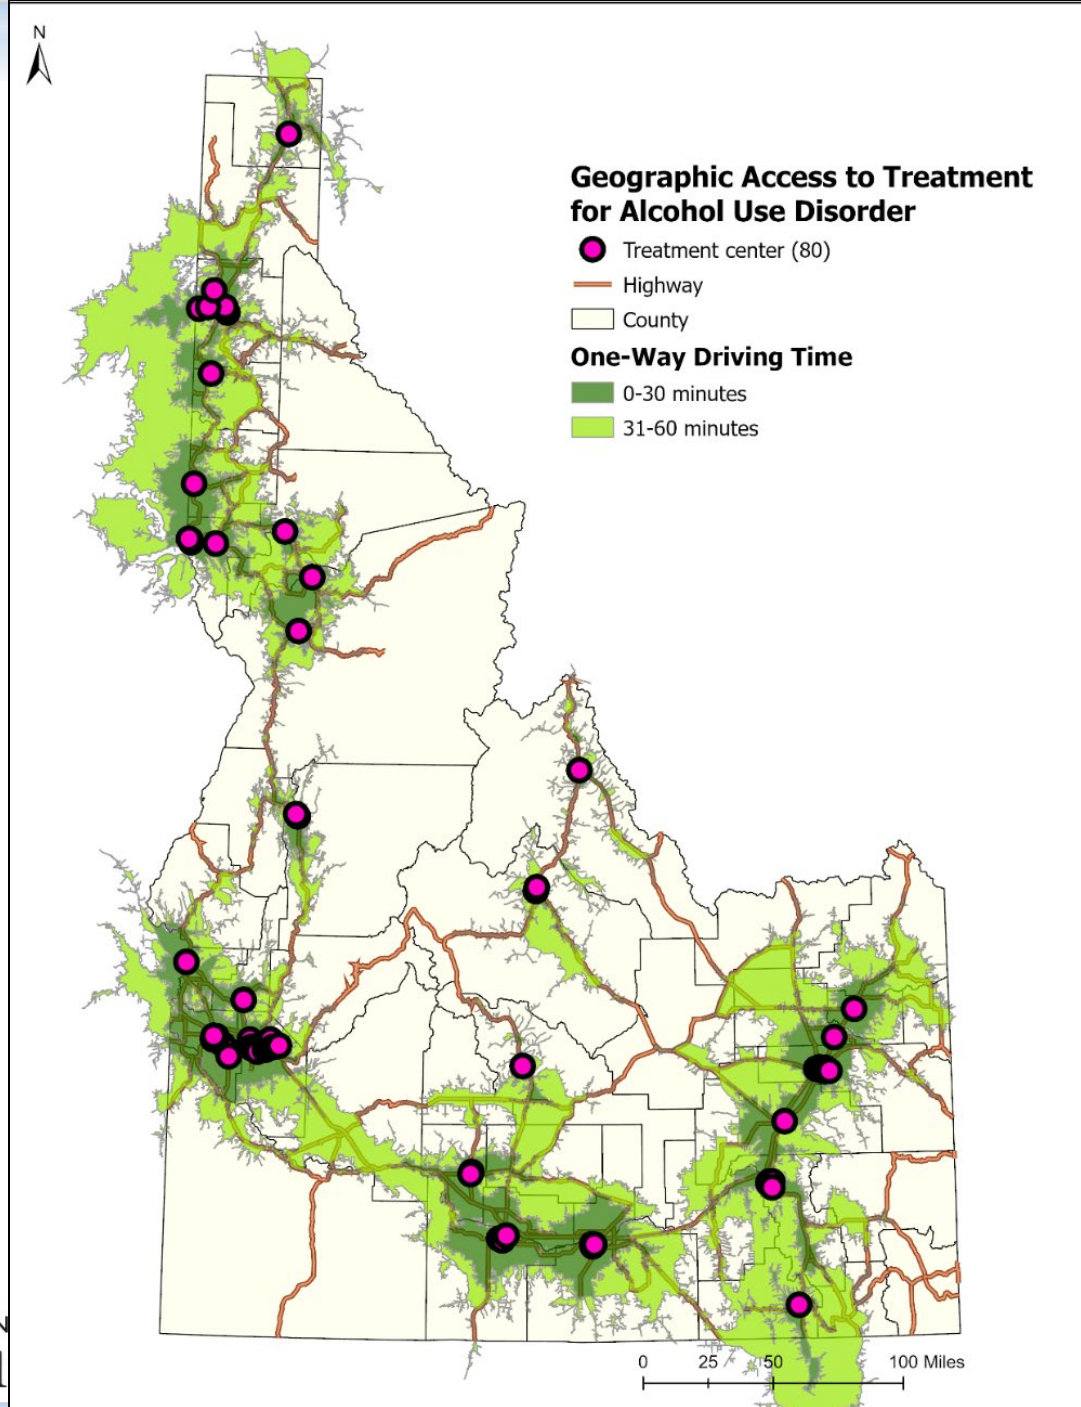 N
Geographic Access to Treatment
for Alcohol Use Disorder
Treatment center (80)
Highway
County
One-Way Driving Time
0-30 minutes
31-60 minutes
0 25 50 100 Miles